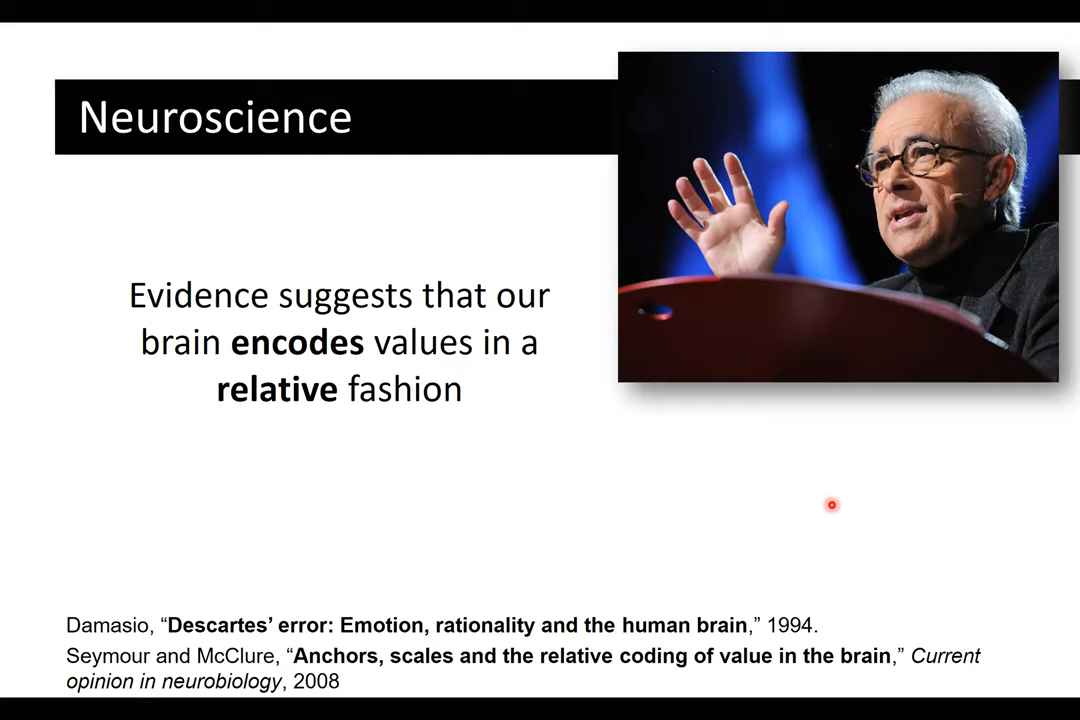 Neuroscience
Evidence suggests that our
brain encodes values in a
relative fashion
Damasio, “Descartes’ error: Emotion, rationality and the human brain,” 1994.
Seymour and McClure, “Anchors, scales and the relative coding of value in the brain,” Current
opinion in neurobiology, 2008